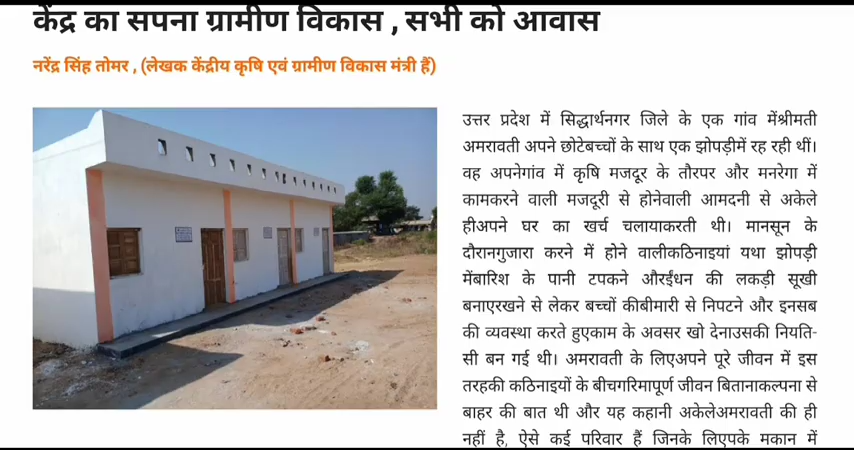 केंद्र का सपना ग्रामीण विकास , सभी को आवास
नरेंद्र सिंह तोमर , (लेखक केंद्रीय कृषि एवं ग्रामीण विकास मंत्री हैं)
उत्तर प्रदेश में सिद्धार्थनगर जिले के एक गांव मेंश्रीमती
अमरावती अपने छोटेबच्चों के साथ एक झोपड़ीमें रह रही थीं।
वह अपनेगांव में कृषि मजदूर के तौरपर और मनरेगा में
कामकरने वाली मजदूरी से होनेवाली आमदनी से अकेले
हीअपने घर का खर्च चलायाकरती थी। मानसून के
दौरानगुजारा करने में होने वालीकठिनाइयां यथा झोपड़ी
मेंबारिश के पानी टपकने औरईंधन की लकड़ी सूखी
बनाएरखने से लेकर बच्चों कीबीमारी से निपटने और इनसब
की व्यवस्था करते हुएकाम के अवसर खो देनाउसकी नियति-
सी बन गई थी। अमरावती के लिएअपने पूरे जीवन में इस
तरहकी कठिनाइयों के बीचगरिमापूर्ण जीवन बितानाकल्पना से
बाहर की बात थी और यह कहानी अकेलेअमरावती की ही
नहीं है, ऐसे कई परिवार हैं जिनके लिएपके मकान में